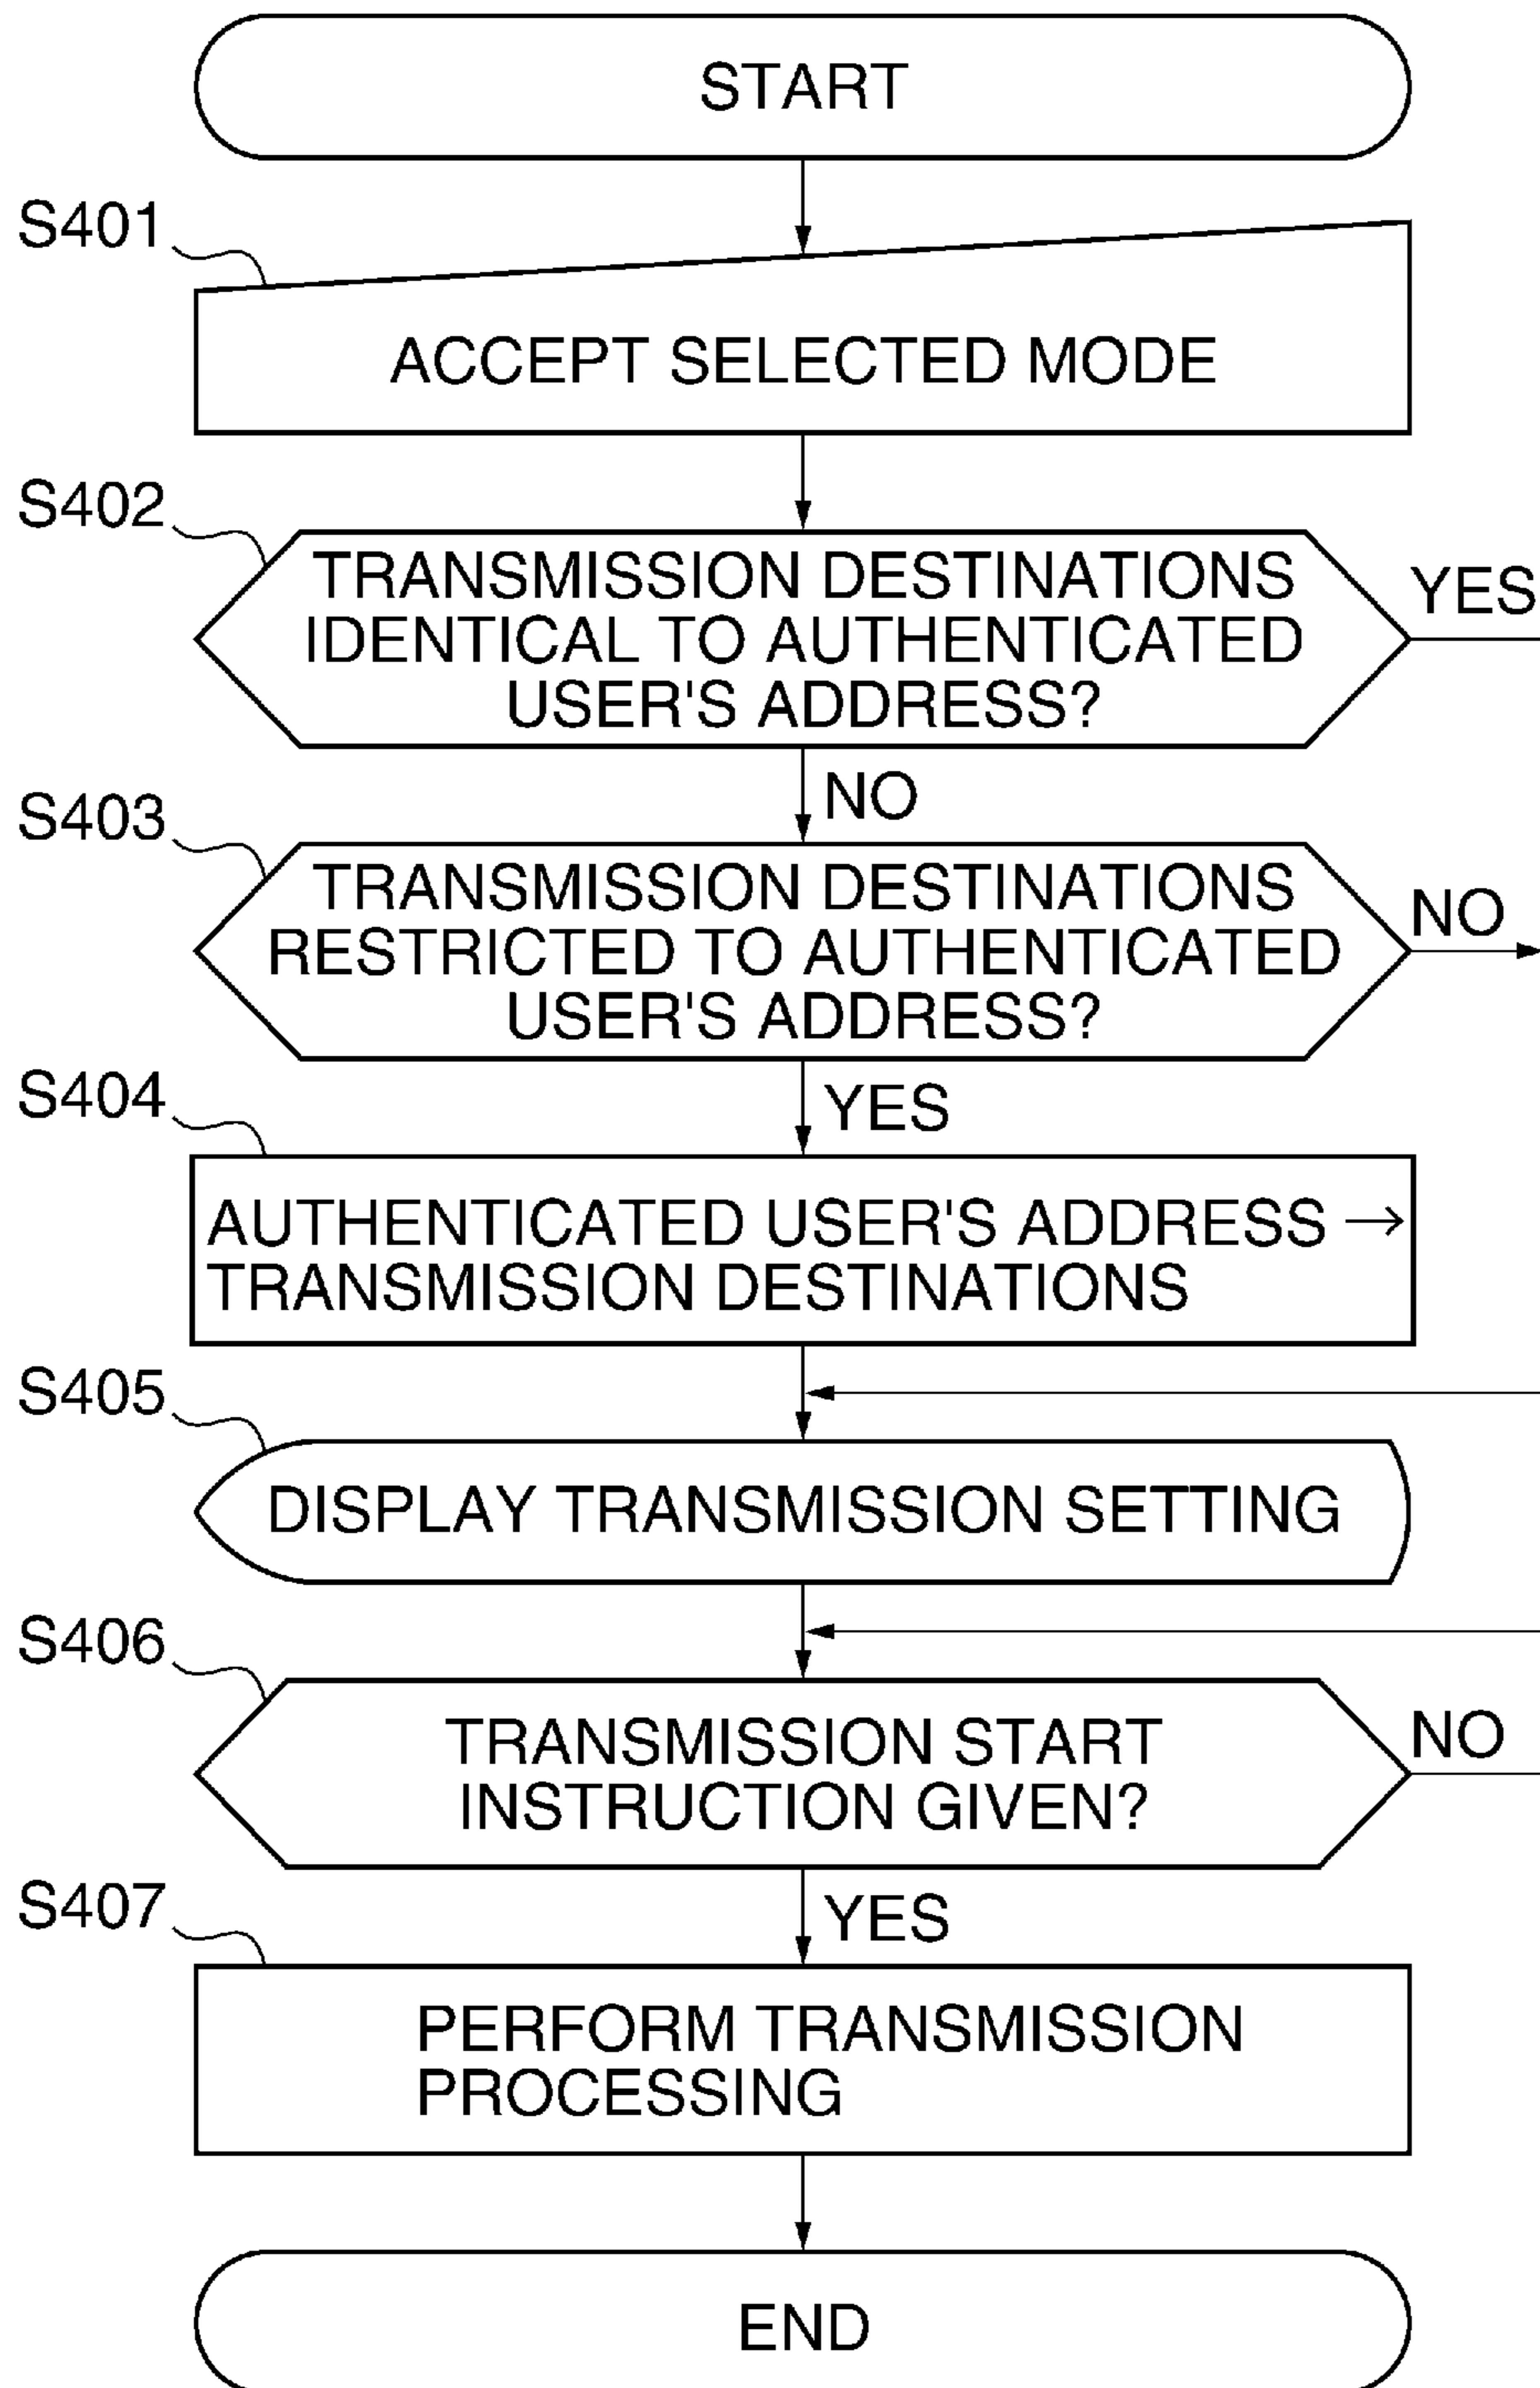 START
S401
ACCEPT SELECTED MODE
S402
TRANSMISSION DESTINATIONS
IDENTICAL TO AUTHENTICATED
USER'S ADDRESS?
YES
NO
S403
TRANSMISSION DESTINATIONS
RESTRICTED TO AUTHENTICATED
USER'S ADDRESS?
NO
YES
S404
AUTHENTICATED USER'S ADDRESS →
TRANSMISSION DESTINATIONS
S405
DISPLAY TRANSMISSION SETTING
S406
TRANSMISSION START
INSTRUCTION GIVEN?
NO
YES
S407
PERFORM TRANSMISSION
PROCESSING
END